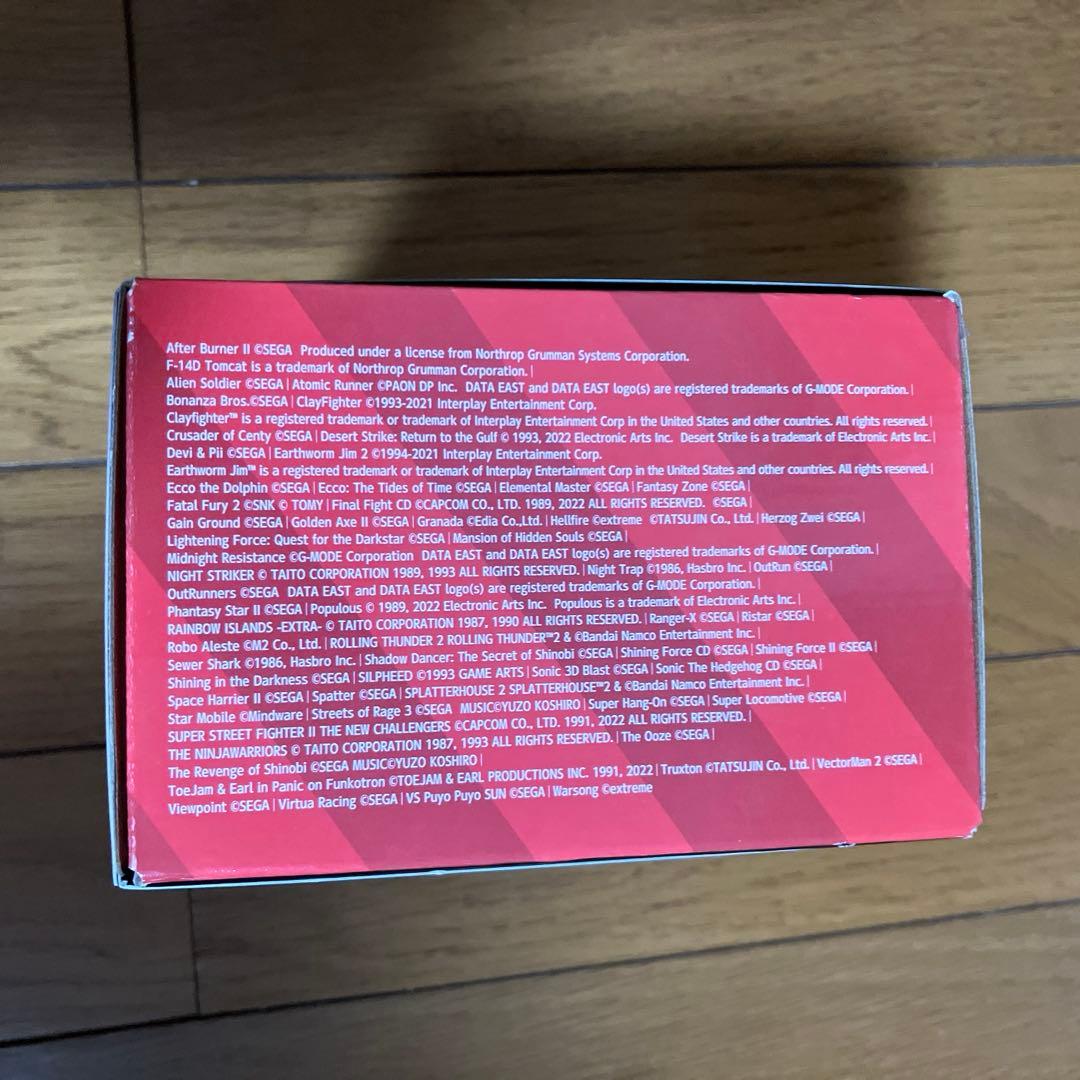 After Burner II ©SEGA Produced under a license from Northrop Grumman Systems Corporation.
F-14D Tomcat is a trademark of Northrop Grumman Corporation. |
Alien Soldier ©SEGA | Atomic Runner ©PAON DP Inc. DATA EAST and DATA EAST logo(s) are registered trademarks of G-MODE Corporation. |
Bonanza Bros.©SEGA | ClayFighter ©1993-2021 Interplay Entertainment Corp.
Clayfighter™ is a registered trademark or trademark of Interplay Entertainment Corp in the United States and other countries. All rights reserved. |
Crusader of Centy ©SEGA | Desert Strike: Return to the Gulf © 1993, 2022 Electronic Arts Inc. Desert Strike is a trademark of Electronic Arts Inc. |
Devi & Pii ©SEGA | Earthworm Jim 2 ©1994-2021 Interplay Entertainment Corp.
Earthworm Jim™ is a registered trademark or trademark of Interplay Entertainment Corp in the United States and other countries. All rights reserved. |
Ecco the Dolphin ©SEGA | Ecco: The Tides of Time ©SEGA | Elemental Master ©SEGA | Fantasy Zone ©SEGA |
Fatal Fury 2 ©SNK © TOMY | Final Fight CD ©CAPCOM CO., LTD. 1989, 2022 ALL RIGHTS RESERVED. ©SEGA |
Gain Ground ©SEGA | Golden Axe II ©SEGA | Granada ©Edia Co.,Ltd. | Hellfire ©extreme ©TATSUJIN Co., Ltd. | Herzog Zwei ©SEGA |
Lightening Force: Quest for the Darkstar ©SEGA | Mansion of Hidden Souls ©SEGA |
Midnight Resistance ©G-MODE Corporation DATA EAST and DATA EAST logo(s) are registered trademarks of G-MODE Corporation. |
NIGHT STRIKER © TAITO CORPORATION 1989, 1993 ALL RIGHTS RESERVED. | Night Trap ©1986, Hasbro Inc. | OutRun ©SEGA |
OutRunners ©SEGA DATA EAST and DATA EAST logo(s) are registered trademarks of G-MODE Corporation. |
Phantasy Star II ©SEGA | Populous © 1989, 2022 Electronic Arts Inc. Populous is a trademark of Electronic Arts Inc. |
RAINBOW ISLANDS -EXTRA- © TAITO CORPORATION 1987, 1990 ALL RIGHTS RESERVED. | Ranger-X ©SEGA | Ristar ©SEGA |
Robo Aleste ©M2 Co., Ltd. | ROLLING THUNDER 2 ROLLING THUNDER™2 & ©Bandai Namco Entertainment Inc. |
Sewer Shark ©1986, Hasbro Inc. | Shadow Dancer: The Secret of Shinobi ©SEGA | Shining Force CD ©SEGA | Shining Force II ©SEGA |
Shining in the Darkness ©SEGA | SILPHEED ©1993 GAME ARTS | Sonic 3D Blast ©SEGA | Sonic The Hedgehog CD ©SEGA |
Space Harrier II ©SEGA | Spatter ©SEGA | SPLATTERHOUSE 2 SPLATTERHOUSE™2 & ©Bandai Namco Entertainment Inc. |
Star Mobile ©Mindware | Streets of Rage 3 ©SEGA MUSIC©YUZO KOSHIRO | Super Hang-On ©SEGA | Super Locomotive ©SEGA |
SUPER STREET FIGHTER II THE NEW CHALLENGERS ©CAPCOM CO., LTD. 1991, 2022 ALL RIGHTS RESERVED. |
THE NINJAWARRIORS © TAITO CORPORATION 1987, 1993 ALL RIGHTS RESERVED. | The Ooze ©SEGA |
The Revenge of Shinobi ©SEGA MUSIC©YUZO KOSHIRO |
ToeJam & Earl in Panic on Funkotron ©TOEJAM & EARL PRODUCTIONS INC. 1991, 2022 | Truxton ©TATSUJIN Co., Ltd. | VectorMan 2 ©SEGA |
Viewpoint ©SEGA | Virtua Racing ©SEGA | VS Puyo Puyo SUN ©SEGA | Warsong ©extreme